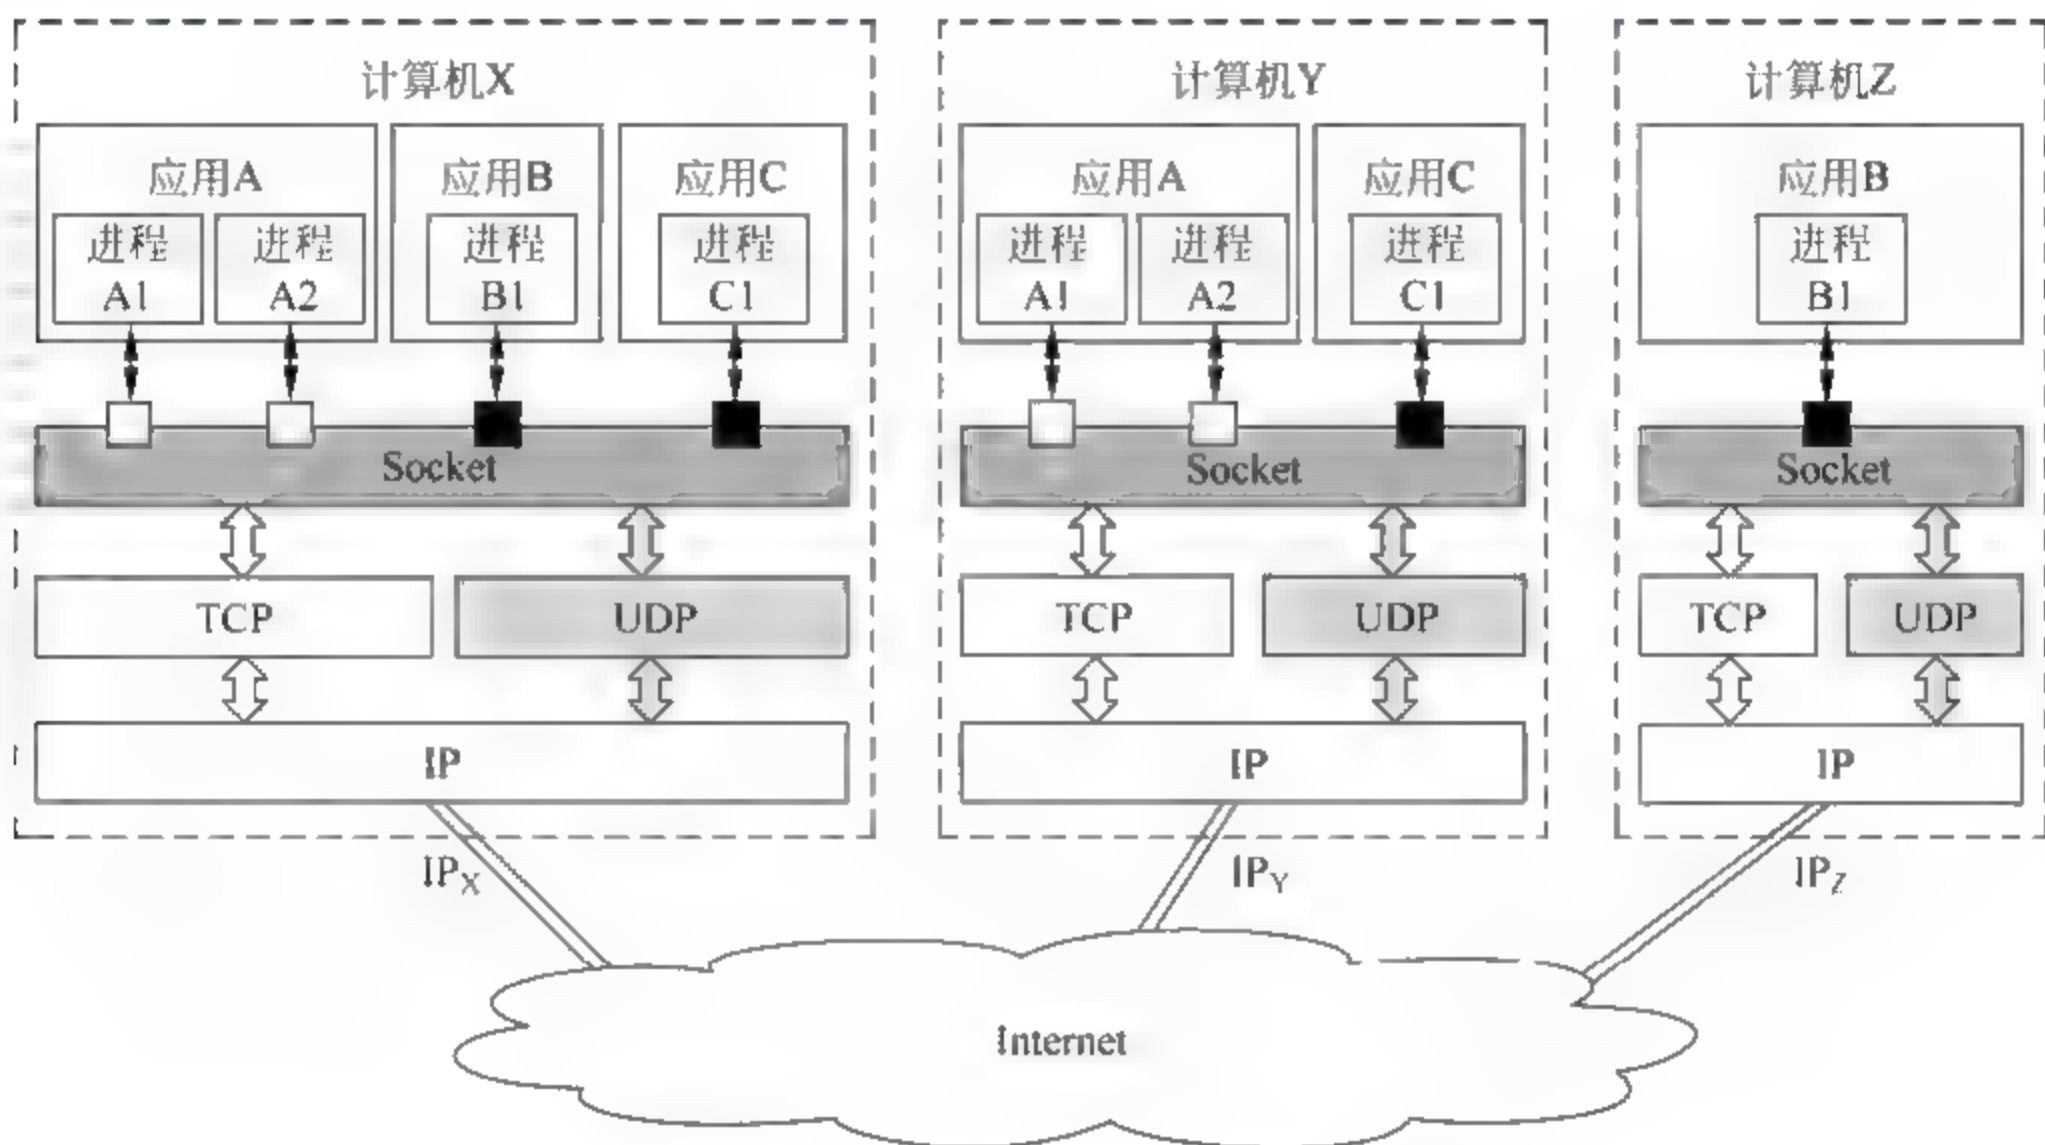 计算机X
计算机Y
计算机Z
应用A
应用B
应用C
应用A
应用C
应用B
进程
A1
进程
A2
进程
B1
进程
C1
进程
A1
进程
A2
进程
C1
进程
B1
Socket
Socket
Socket
TCP
UDP
TCP
UDP
TCP
UDP
IP
IP
IP
IPX
IPY
IPZ
Internet